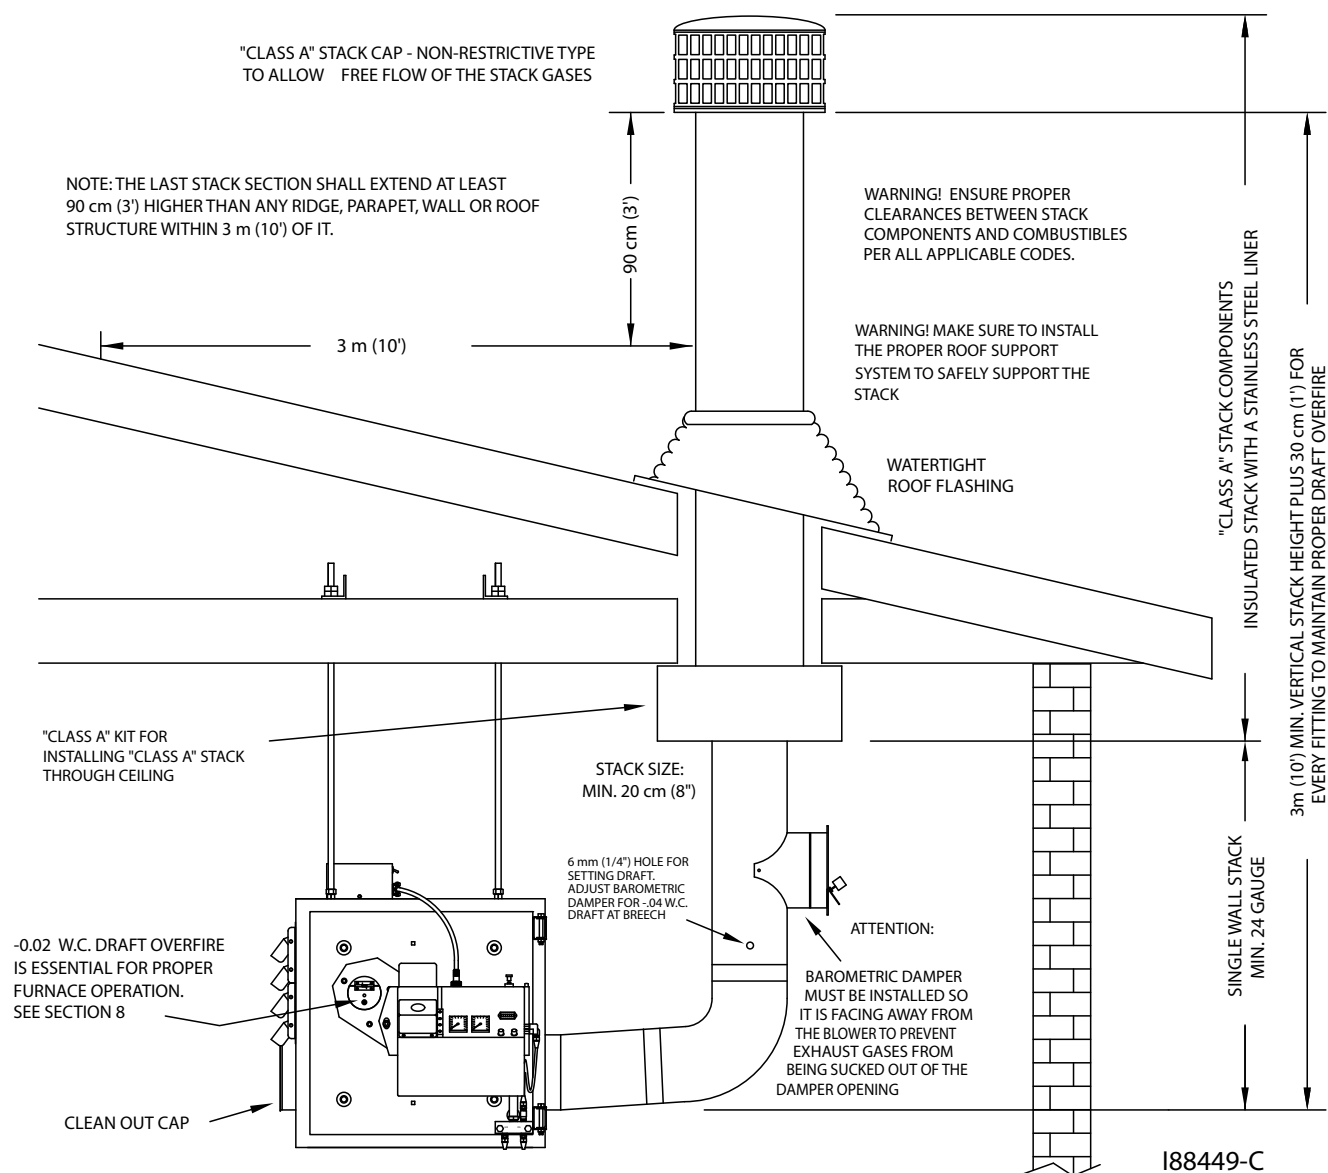 "CLASS A" STACK CAP - NON-RESTRICTIVE TYPE
TO ALLOW FREE FLOW OF THE STACK GASES
NOTE: THE LAST STACK SECTION SHALL EXTEND AT LEAST
90 cm (3') HIGHER THAN ANY RIDGE, PARAPET, WALL OR ROOF
STRUCTURE WITHIN 3 m (10') OF IT.
90 cm (3')
3 m (10')
WARNING! ENSURE PROPER
CLEARANCES BETWEEN STACK
COMPONENTS AND COMBUSTIBLES
PER ALL APPLICABLE CODES.
WARNING! MAKE SURE TO INSTALL
THE PROPER ROOF SUPPORT
SYSTEM TO SAFELY SUPPORT THE
STACK
WATERTIGHT
ROOF FLASHING
"CLASS A" STACK COMPONENTS
INSULATED STACK WITH A STAINLESS STEEL LINER
3m (10') MIN. VERTICAL STACK HEIGHT PLUS 30 cm (1') FOR
EVERY FITTING TO MAINTAIN PROPER DRAFT OVERFIRE
"CLASS A" KIT FOR
INSTALLING "CLASS A" STACK
THROUGH CEILING
STACK SIZE:
MIN. 20 cm (8")
6 mm (1/4") HOLE FOR
SETTING DRAFT.
ADJUST BAROMETRIC
DAMPER FOR -.04 W.C.
DRAFT AT BREECH
SINGLE WALL STACK
MIN. 24 GAUGE
-0.02 W.C. DRAFT OVERFIRE
IS ESSENTIAL FOR PROPER
FURNACE OPERATION.
SEE SECTION 8
ATTENTION:
BAROMETRIC DAMPER
MUST BE INSTALLED SO
IT IS FACING AWAY FROM
THE BLOWER TO PREVENT
EXHAUST GASES FROM
BEING SUCKED OUT OF THE
DAMPER OPENING
CLEAN OUT CAP
I88449-C